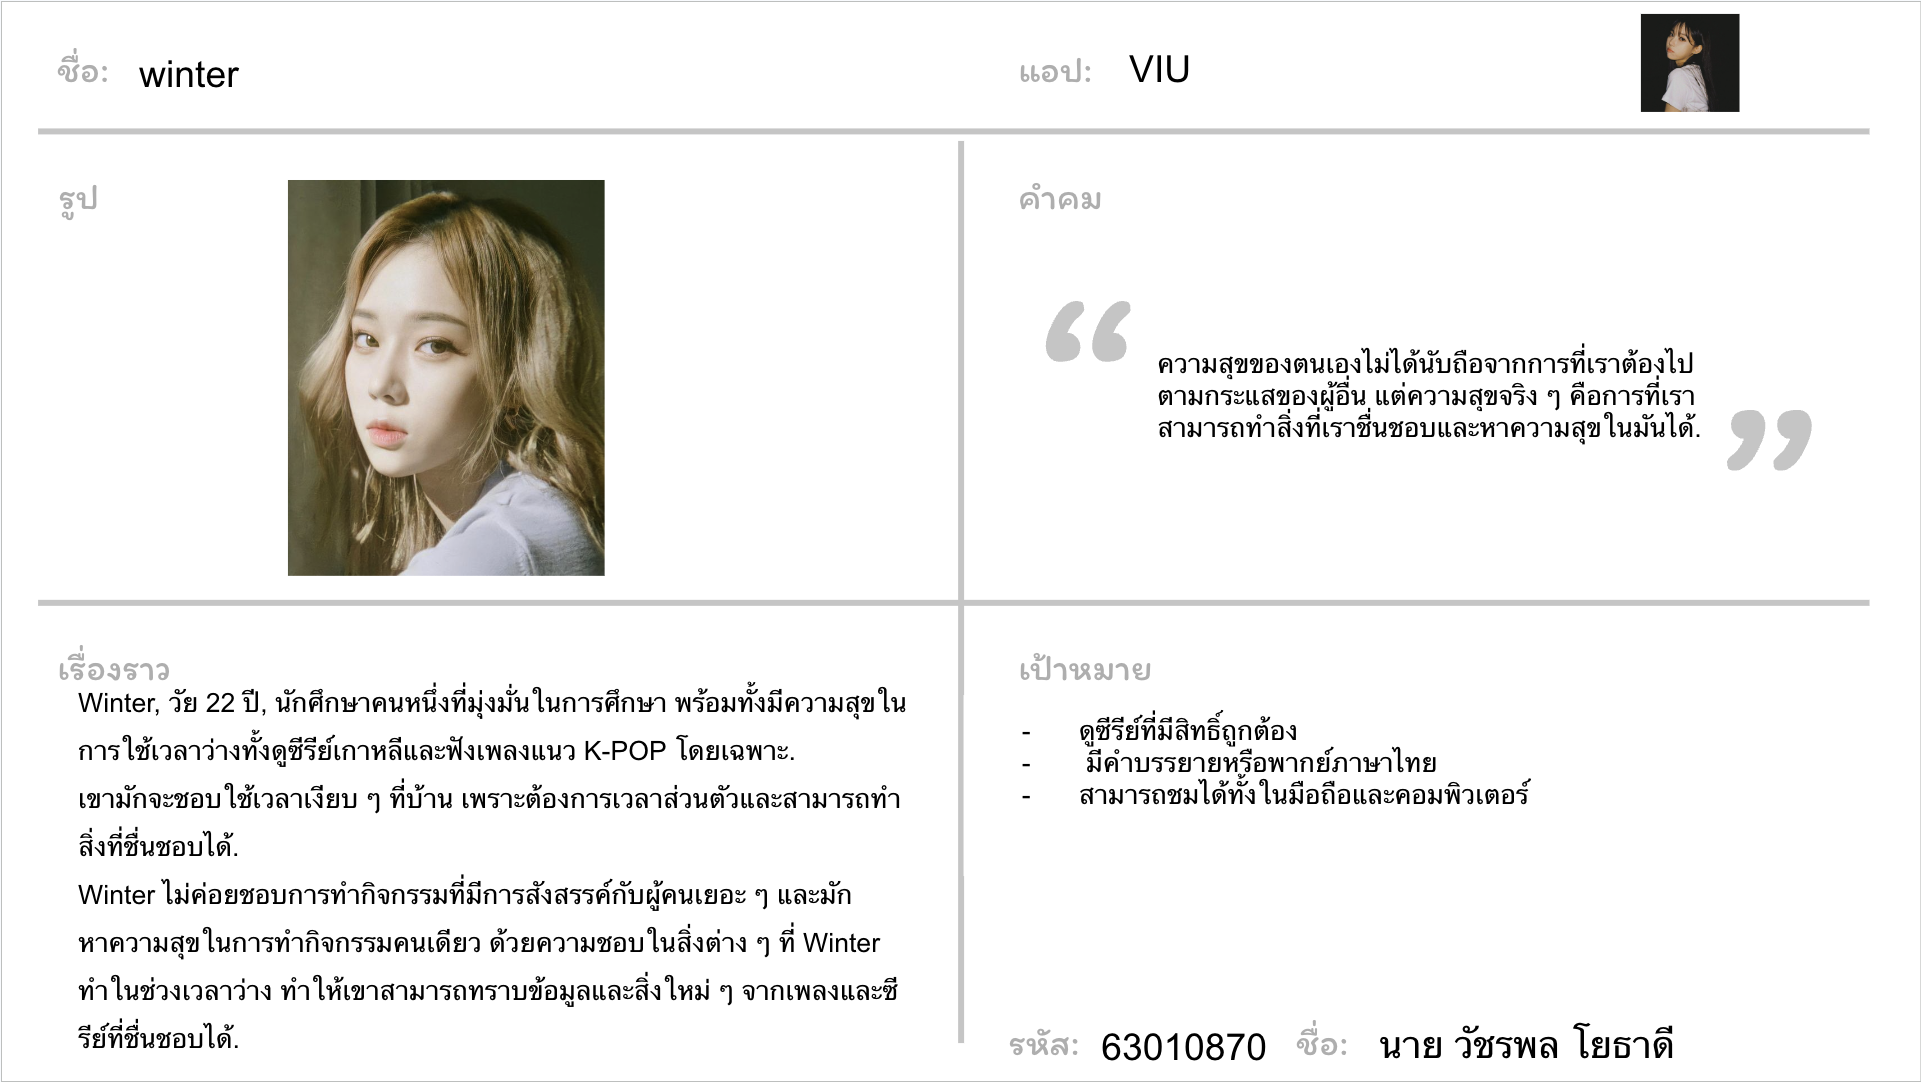 ชื่อ: winter
แอป: VIU
รูป
คำคม
“
ความสุขของตนเองไม่ได้นับถือจากการที่เราต้องไป
ตามกระแสของผู้อื่น แต่ความสุขจริง ๆ คือการที่เรา
สามารถทำสิ่งที่เราชื่นชอบและหาความสุขในมันได้.
”
เรื่องราว
Winter, วัย 22 ปี, นักศึกษาคนหนึ่งที่มุ่งมั่นในการศึกษา พร้อมทั้งมีความสุขใน
การใช้เวลาว่างทั้งดูซีรีย์เกาหลีและฟังเพลงแนว K-POP โดยเฉพาะ.
เขามักจะชอบใช้เวลาเงียบ ๆ ที่บ้าน เพราะต้องการเวลาส่วนตัวและสามารถทำ
สิ่งที่ชื่นชอบได้.
Winter ไม่ค่อยชอบการทำกิจกรรมที่มีการสังสรรค์กับผู้คนเยอะ ๆ และมัก
หาความสุขในการทำกิจกรรมคนเดียว ด้วยความชอบในสิ่งต่าง ๆ ที่ Winter
ทำในช่วงเวลาว่าง ทำให้เขาสามารถทราบข้อมูลและสิ่งใหม่ ๆ จากเพลงและซี
รีย์ที่ชื่นชอบได้.
เป้าหมาย
- ดูซีรีย์ที่มีสิทธิ์ถูกต้อง
- มีคำบรรยายหรือพากย์ภาษาไทย
- สามารถชมได้ทั้งในมือถือและคอมพิวเตอร์
รหัส: 63010870 ชื่อ: นาย วัชรพล โยธาดี